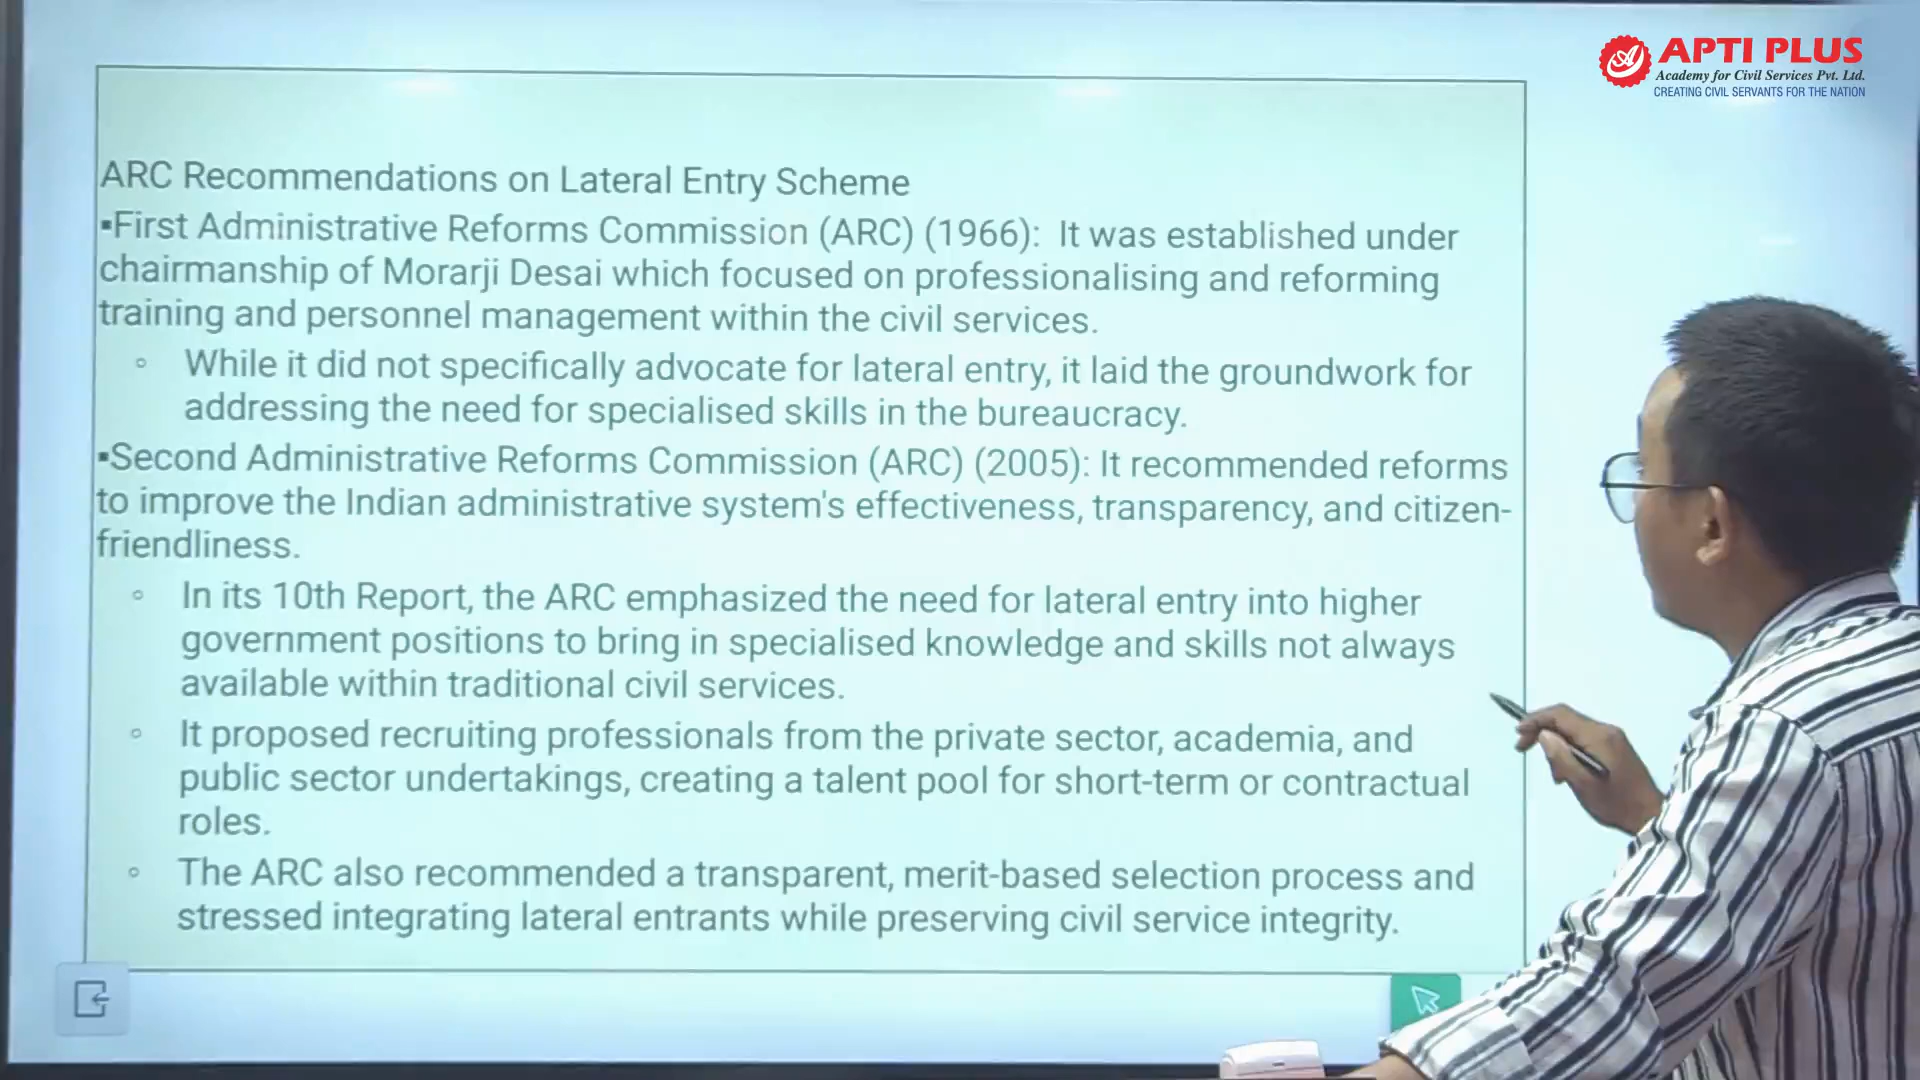 APTI PLUS
Academy for Civil Services Pvt. Ltd.
CREATING CIVIL SERVANTS FOR THE NATION
ARC Recommendations on Lateral Entry Scheme
▪First Administrative Reforms Commission (ARC) (1966): It was established under
chairmanship of Morarji Desai which focused on professionalising and reforming
training and personnel management within the civil services.
◦ While it did not specifically advocate for lateral entry, it laid the groundwork for
addressing the need for specialised skills in the bureaucracy.
▪Second Administrative Reforms Commission (ARC) (2005): It recommended reforms
to improve the Indian administrative system's effectiveness, transparency, and citizen-
friendliness.
◦ In its 10th Report, the ARC emphasized the need for lateral entry into higher
government positions to bring in specialised knowledge and skills not always
available within traditional civil services.
◦ It proposed recruiting professionals from the private sector, academia, and
public sector undertakings, creating a talent pool for short-term or contractual
roles.
◦ The ARC also recommended a transparent, merit-based selection process and
stressed integrating lateral entrants while preserving civil service integrity.